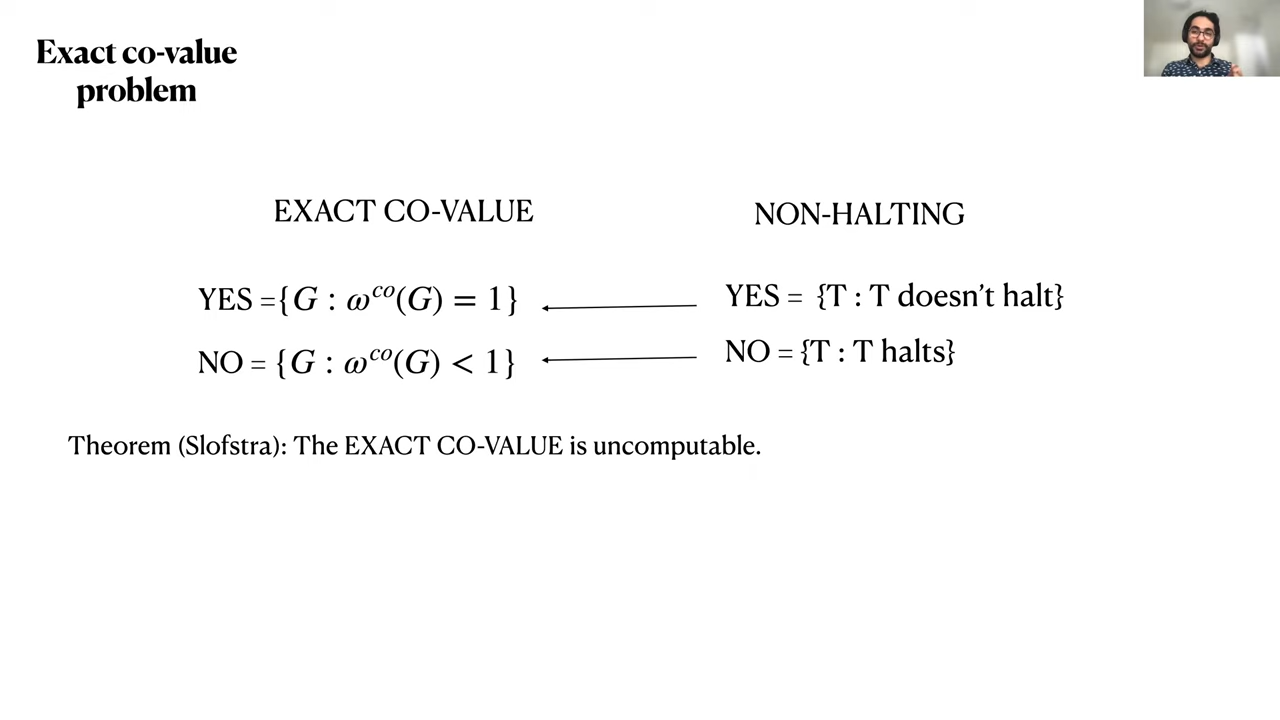 Exact co-value
problem
EXACT CO-VALUE
NON-HALTING
YES ={G : ω^co(G) = 1}
YES = {T : T doesn’t halt}
NO = {G : ω^co(G) < 1}
NO = {T : T halts}
Theorem (Slofstra): The EXACT CO-VALUE is uncomputable.